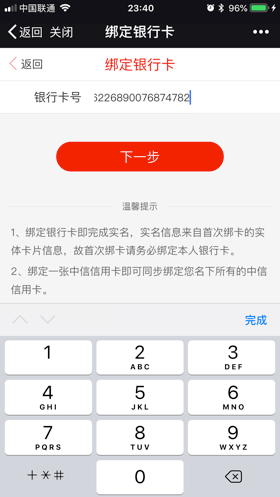 中国联通 23:40 96%
返回 关闭 绑定银行卡
返回 绑定银行卡
银行卡号 6226890076874782
下一步
温馨提示
1、绑定银行卡即完成实名，实名信息来自首次绑卡的实
体卡片信息，故首次绑卡请务必绑定本人银行卡。
2、绑定一张中信信用卡即可同步绑定您名下所有的中信
信用卡。
完成
1 2 3
ABC DEF
4 5 6
GHI JKL MNO
7 8 9
PQRS TUV WXYZ
+*# 0